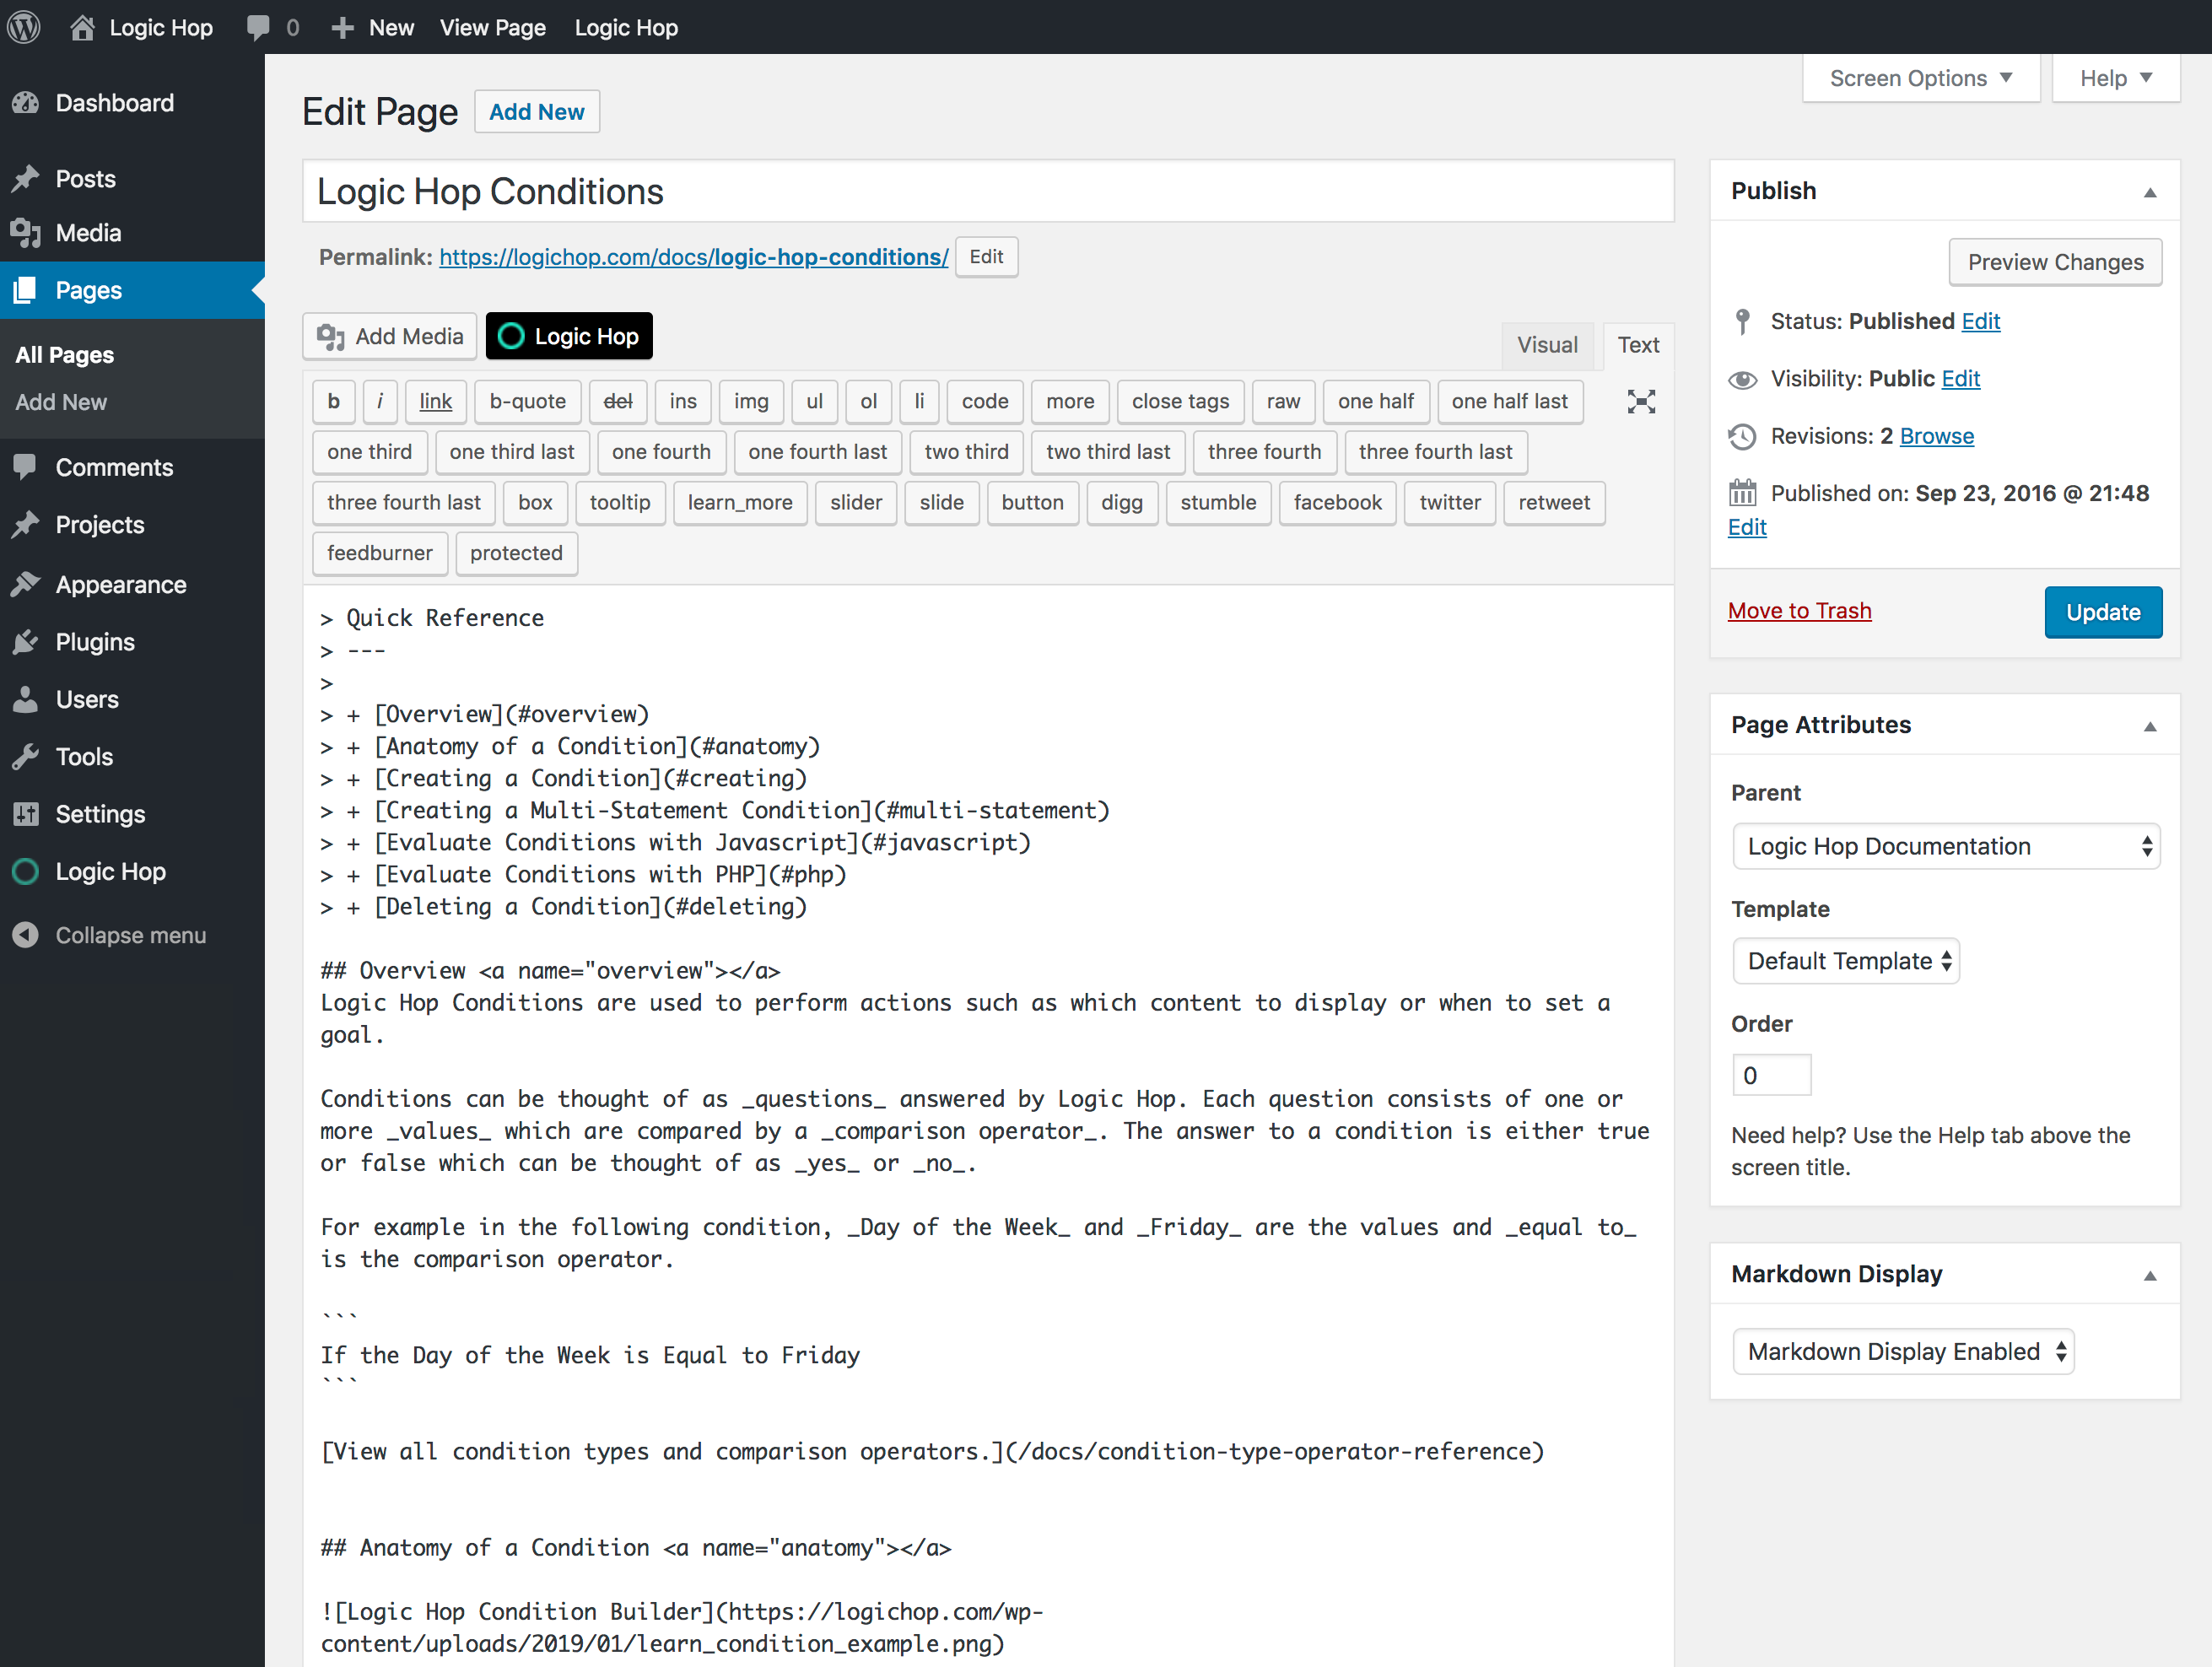 Logic Hop 0 New View Page Logic Hop
Dashboard
Posts
Media
Pages
All Pages
Add New
Comments
Projects
Appearance
Plugins
Users
Tools
Settings
Logic Hop
Collapse menu
Screen Options Help
Edit Page Add New
Logic Hop Conditions
Permalink: https://logichop.com/docs/logic-hop-conditions/ Edit
Add Media Logic Hop Visual Text
b i link b-quote del ins img ul ol li code more close tags raw one half one half last
one third one third last one fourth one fourth last two third two third last three fourth three fourth last
three fourth last box tooltip learn_more slider slide button digg stumble facebook twitter retweet
feedburner protected
> Quick Reference
> ---
>
> + [Overview](#overview)
> + [Anatomy of a Condition](#anatomy)
> + [Creating a Condition](#creating)
> + [Creating a Multi-Statement Condition](#multi-statement)
> + [Evaluate Conditions with Javascript](#javascript)
> + [Evaluate Conditions with PHP](#php)
> + [Deleting a Condition](#deleting)
## Overview <a name="overview"></a>
Logic Hop Conditions are used to perform actions such as which content to display or when to set a
goal.
Conditions can be thought of as _questions_ answered by Logic Hop. Each question consists of one or
more _values_ which are compared by a _comparison operator_. The answer to a condition is either true
or false which can be thought of as _yes_ or _no_.
For example in the following condition, _Day of the Week_ and _Friday_ are the values and _equal to_
is the comparison operator.
```
If the Day of the Week is Equal to Friday
```
[View all condition types and comparison operators.](/docs/condition-type-operator-reference)
## Anatomy of a Condition <a name="anatomy"></a>
![Logic Hop Condition Builder](https://logichop.com/wp-
content/uploads/2019/01/learn_condition_example.png)
Publish
Preview Changes
Status: Published Edit
Visibility: Public Edit
Revisions: 2 Browse
Published on: Sep 23, 2016 @ 21:48
Edit
Move to Trash Update
Page Attributes
Parent
Logic Hop Documentation
Template
Default Template
Order
0
Need help? Use the Help tab above the
screen title.
Markdown Display
Markdown Display Enabled